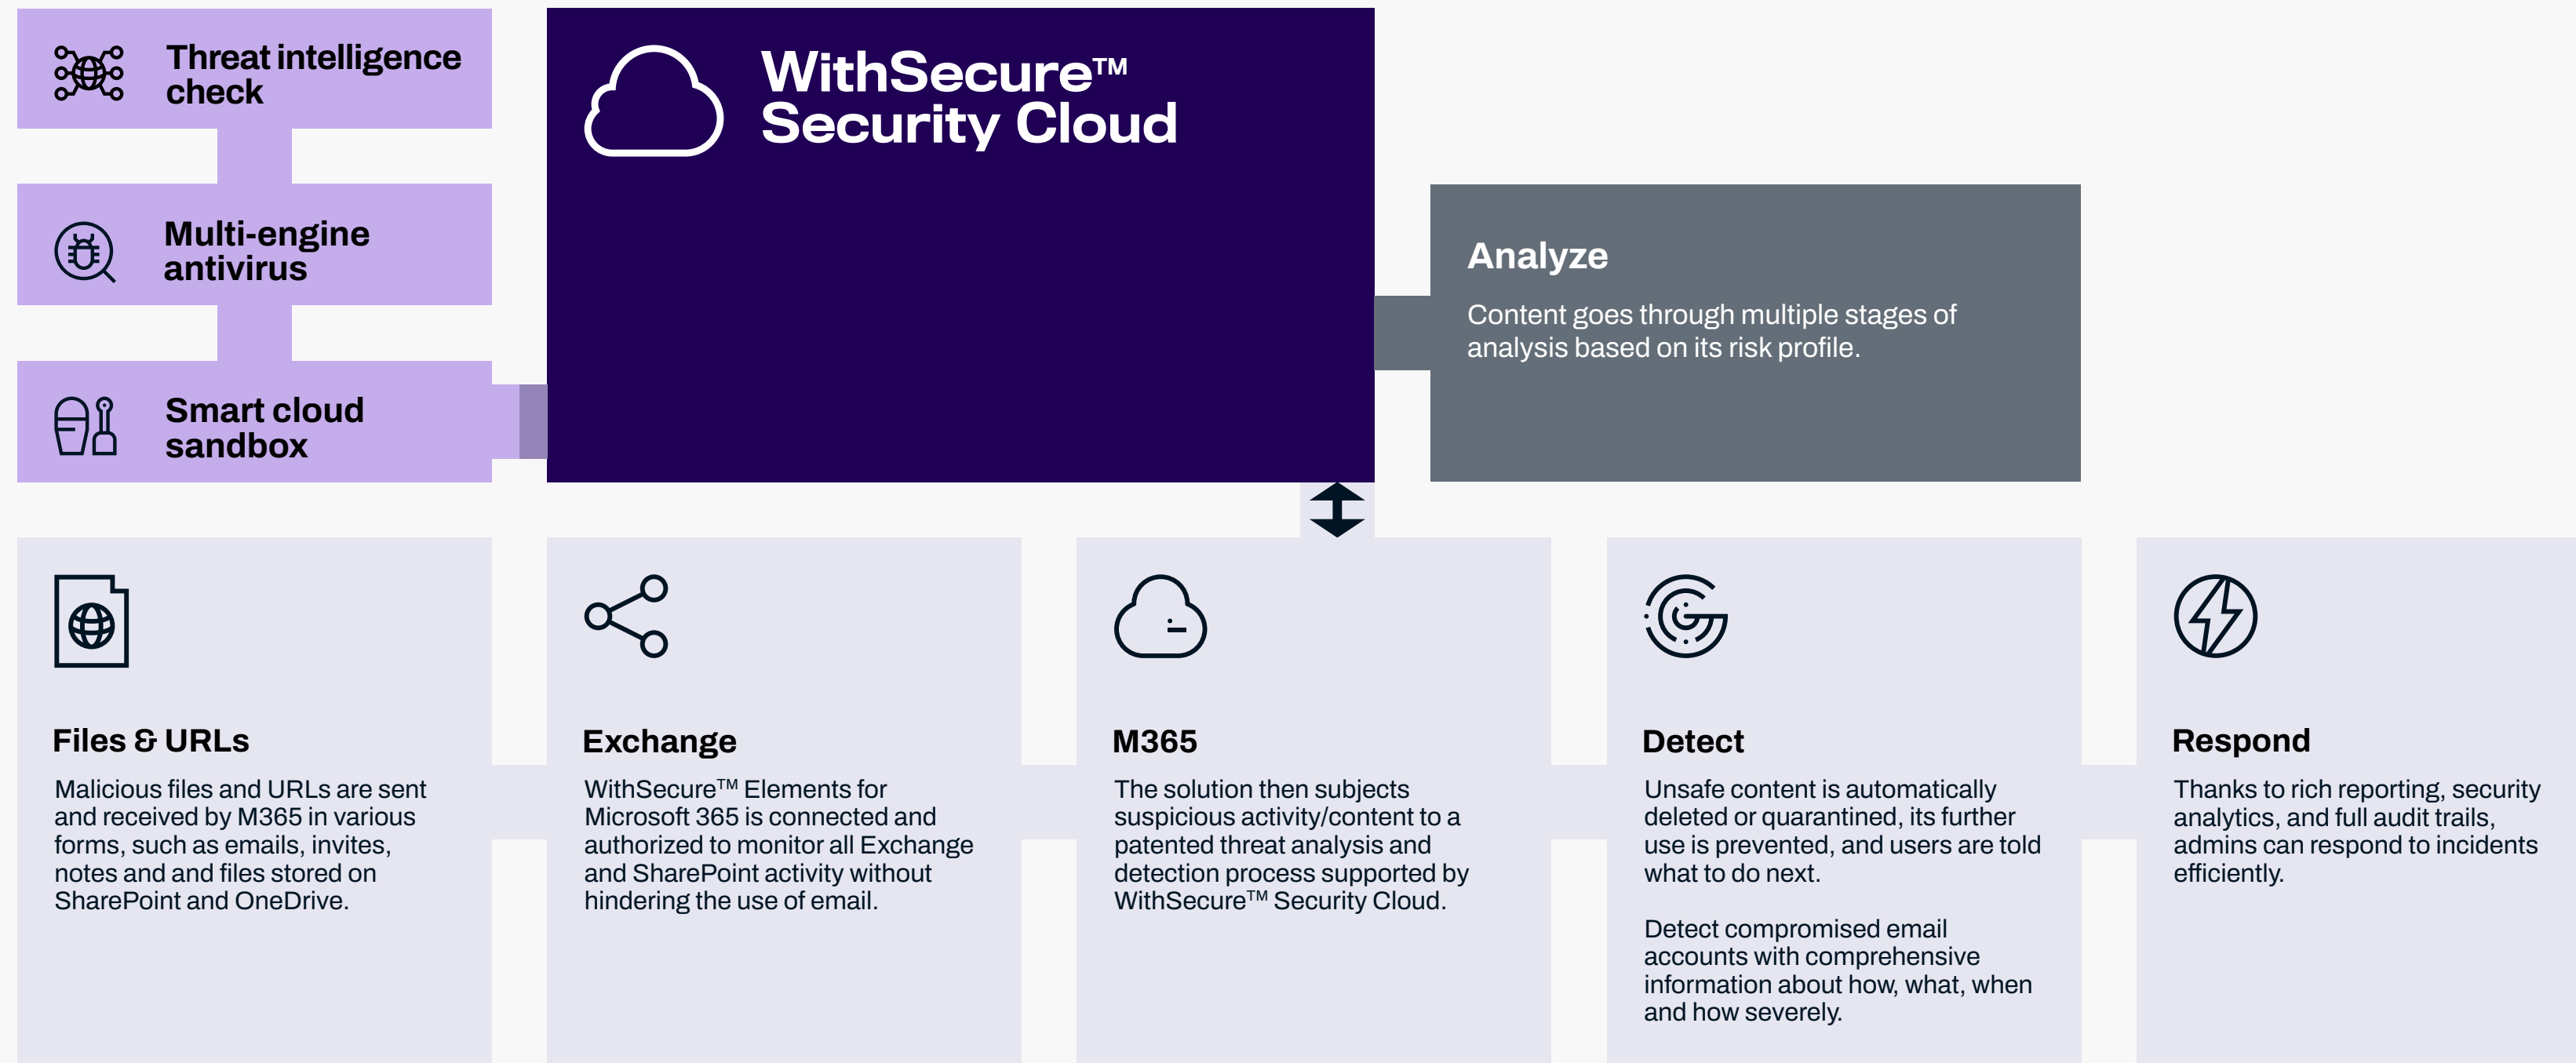 Threat intelligence
check
Multi-engine
antivirus
Smart cloud
sandbox
WithSecure™
Security Cloud
Analyze
Content goes through multiple stages of
analysis based on its risk profile.
Files & URLs
Malicious files and URLs are sent
and received by M365 in various
forms, such as emails, invites,
notes and and files stored on
SharePoint and OneDrive.
Exchange
WithSecure™ Elements for
Microsoft 365 is connected and
authorized to monitor all Exchange
and SharePoint activity without
hindering the use of email.
M365
The solution then subjects
suspicious activity/content to a
patented threat analysis and
detection process supported by
WithSecure™ Security Cloud.
Detect
Unsafe content is automatically
deleted or quarantined, its further
use is prevented, and users are told
what to do next.
Detect compromised email
accounts with comprehensive
information about how, what, when
and how severely.
Respond
Thanks to rich reporting, security
analytics, and full audit trails,
admins can respond to incidents
efficiently.